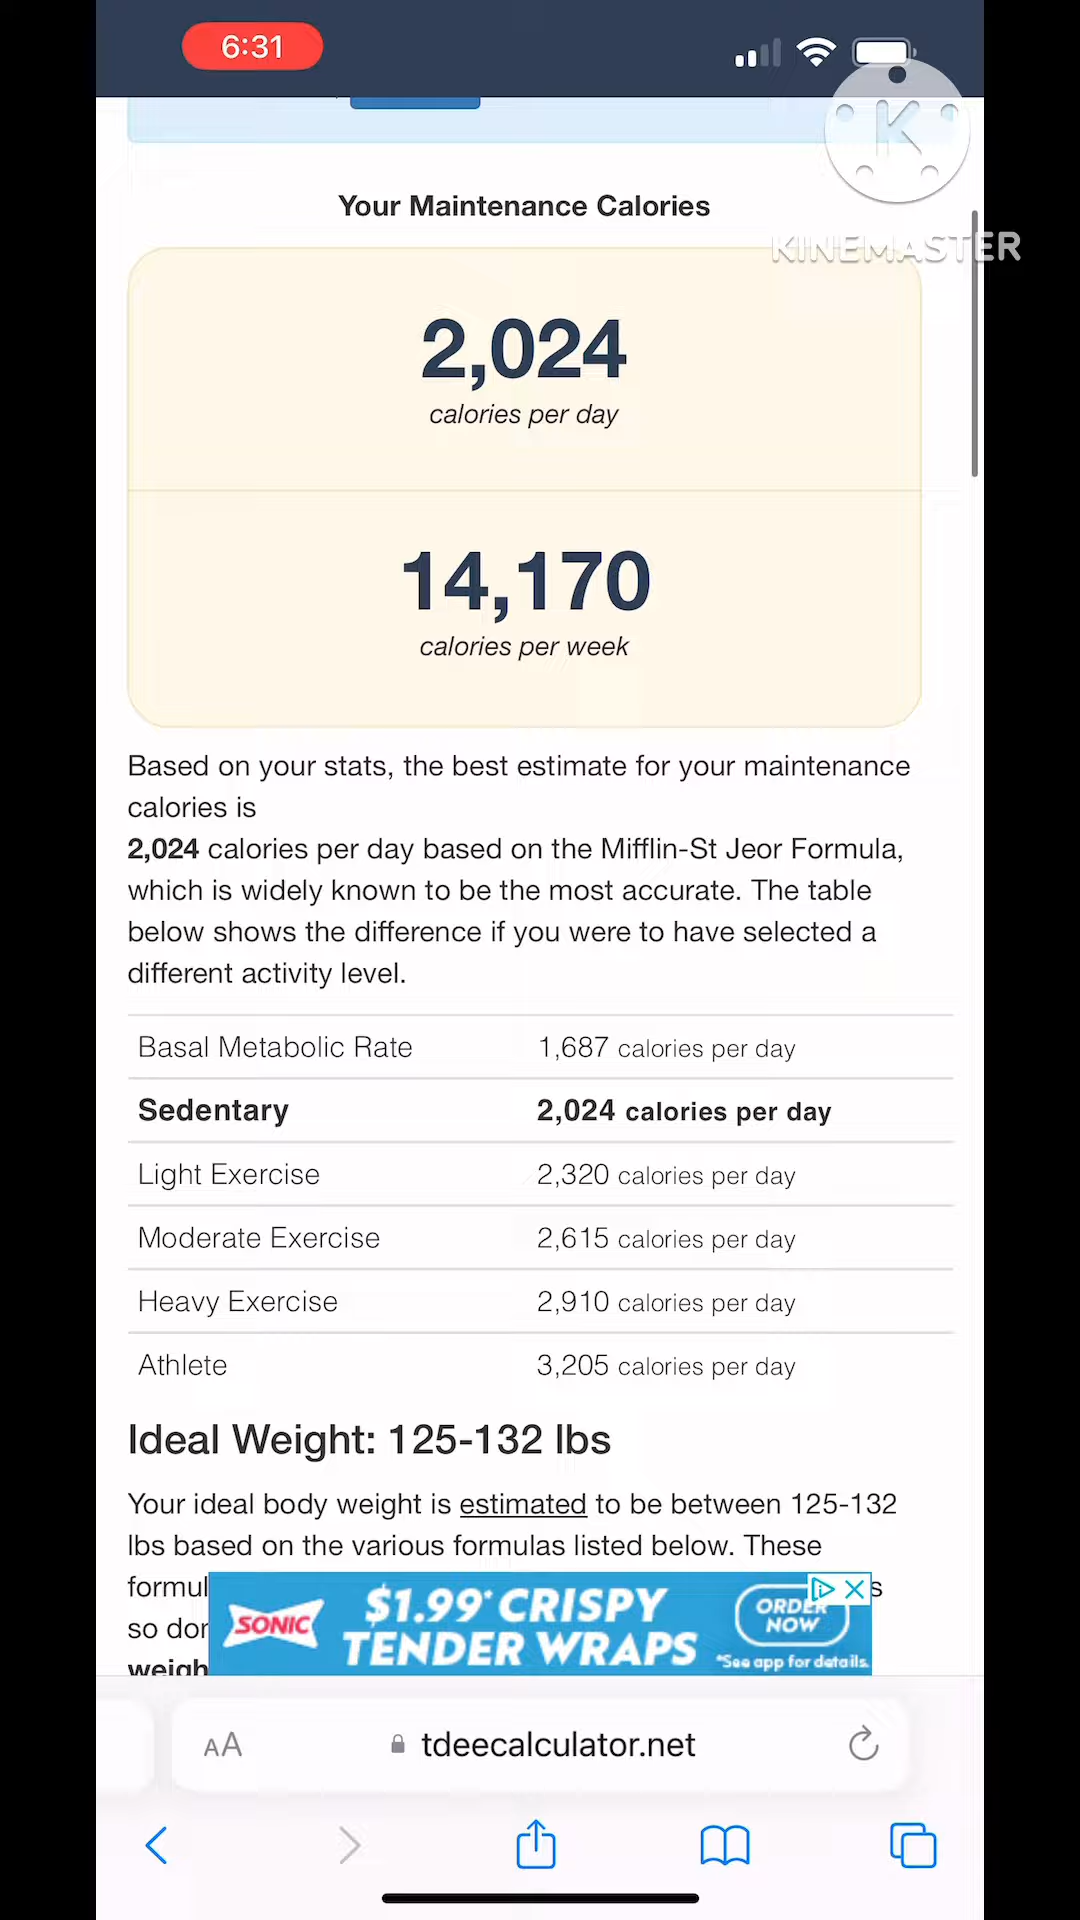 6:31
K
KINEMASTER
Your Maintenance Calories
2,024
calories per day
14,170
calories per week
Based on your stats, the best estimate for your maintenance
calories is
2,024 calories per day based on the Mifflin-St Jeor Formula,
which is widely known to be the most accurate. The table
below shows the difference if you were to have selected a
different activity level.
Basal Metabolic Rate 1,687 calories per day
Sedentary 2,024 calories per day
Light Exercise 2,320 calories per day
Moderate Exercise 2,615 calories per day
Heavy Exercise 2,910 calories per day
Athlete 3,205 calories per day
Ideal Weight: 125-132 lbs
Your ideal body weight is estimated to be between 125-132
lbs based on the various formulas listed below. These
SONIC
$1.99* CRISPY
TENDER WRAPS
ORDER
NOW
*See app for details.
so
AA
tdeecalculator.net